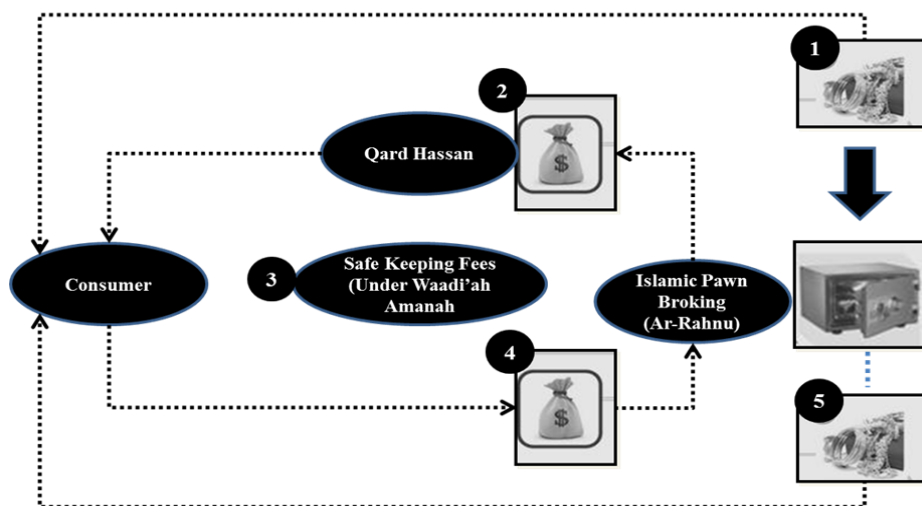 1
2
$
Qard Hassan
3
Safe Keeping Fees
(Under Waadi’ah
Amanah
Consumer
Islamic Pawn
Broking
(Ar-Rahnu)
4
$
5